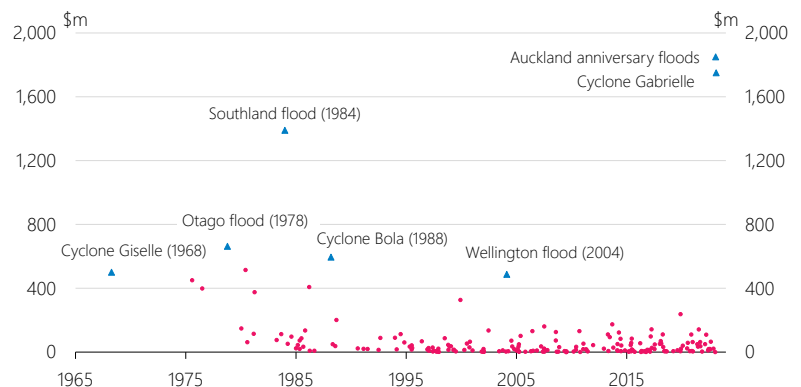 $m $m
2,000 2,000
Auckland anniversary floods
Cyclone Gabrielle
1,600 1,600
Southland flood (1984)
1,200 1,200
Otago flood (1978)
800 800
Cyclone Bola (1988)
Cyclone Giselle (1968) Wellington flood (2004)
400 400
0 0
1965 1975 1985 1995 2005 2015